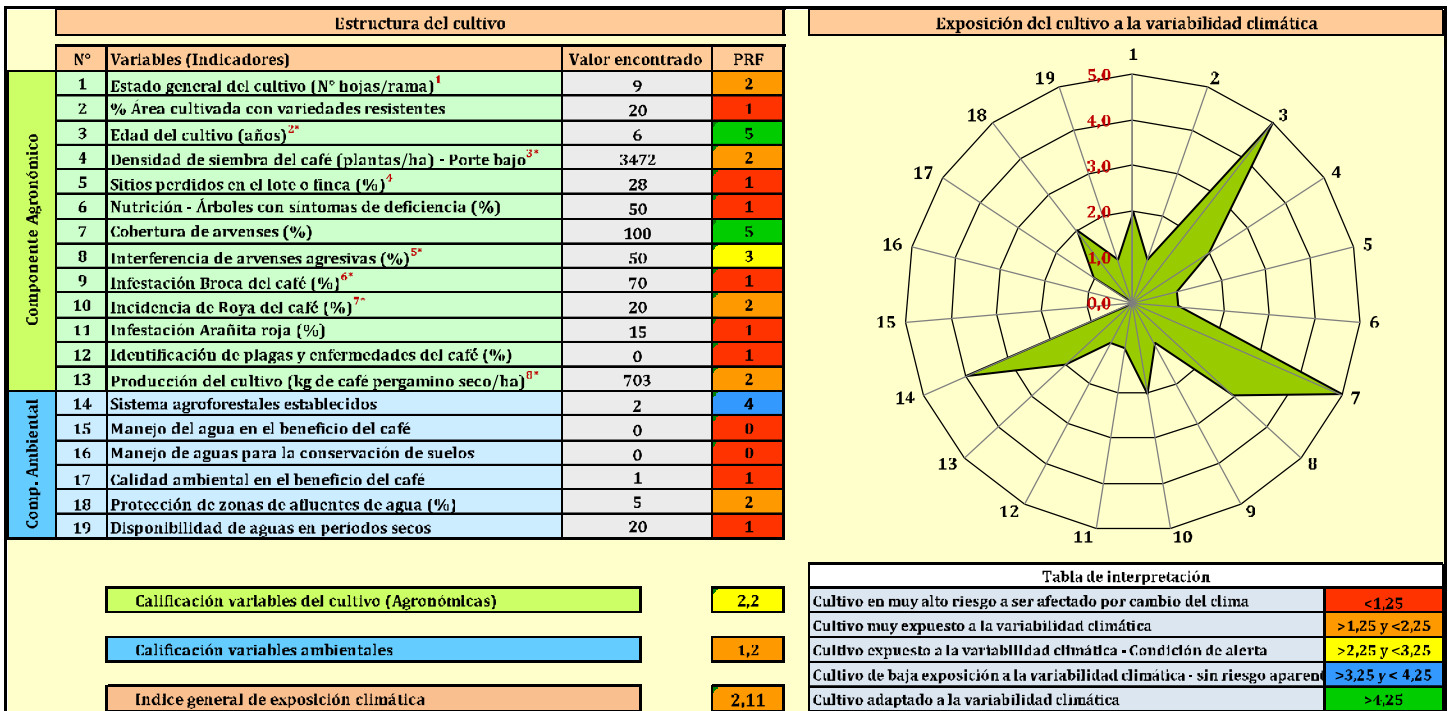 Estructura del cultivo
N° Variables (Indicadores) Valor encontrado PRF
Componente Agronómico
1 Estado general del cultivo (N° hojas/rama)1 9 2
2 % Área cultivada con variedades resistentes 20 1
3 Edad del cultivo (años)2* 6 5
4 Densidad de siembra del café (plantas/ha) - Porte bajo3* 3472 2
5 Sitios perdidos en el lote o finca (%)4 28 1
6 Nutrición - Árboles con síntomas de deficiencia (%) 50 1
7 Cobertura de arvenses (%) 100 5
8 Interferencia de arvenses agresivas (%)5* 50 3
9 Infestación Broca del café (%)6* 70 1
10 Incidencia de Roya del café (%)7* 20 2
11 Infestación Arañita roja (%) 15 1
12 Identificación de plagas y enfermedades del café (%) 0 1
13 Producción del cultivo (kg de café pergamino seco/ha)8* 703 2
Comp. Ambiental
14 Sistema agroforestales establecidos 2 4
15 Manejo del agua en el beneficio del café 0 0
16 Manejo de aguas para la conservación de suelos 0 0
17 Calidad ambiental en el beneficio del café 1 1
18 Protección de zonas de afluentes de agua (%) 5 2
19 Disponibilidad de aguas en períodos secos 20 1
Calificación variables del cultivo (Agronómicas) 2,2
Calificación variables ambientales 1,2
Indice general de exposición climática 2,11
Exposición del cultivo a la variabilidad climática
1
2
3
4
5
6
7
8
9
10
11
12
13
14
15
16
17
18
19
5,0
4,0
3,0
2,0
1,0
0,0
Tabla de interpretación
Cultivo en muy alto riesgo a ser afectado por cambio del clima <1,25
Cultivo muy expuesto a la variabilidad climática >1,25 y <2,25
Cultivo expuesto a la variabilidad climática - Condición de alerta >2,25 y <3,25
Cultivo de baja exposición a la variabilidad climática - sin riesgo aparen >3,25 y < 4,25
Cultivo adaptado a la variabilidad climática >4,25